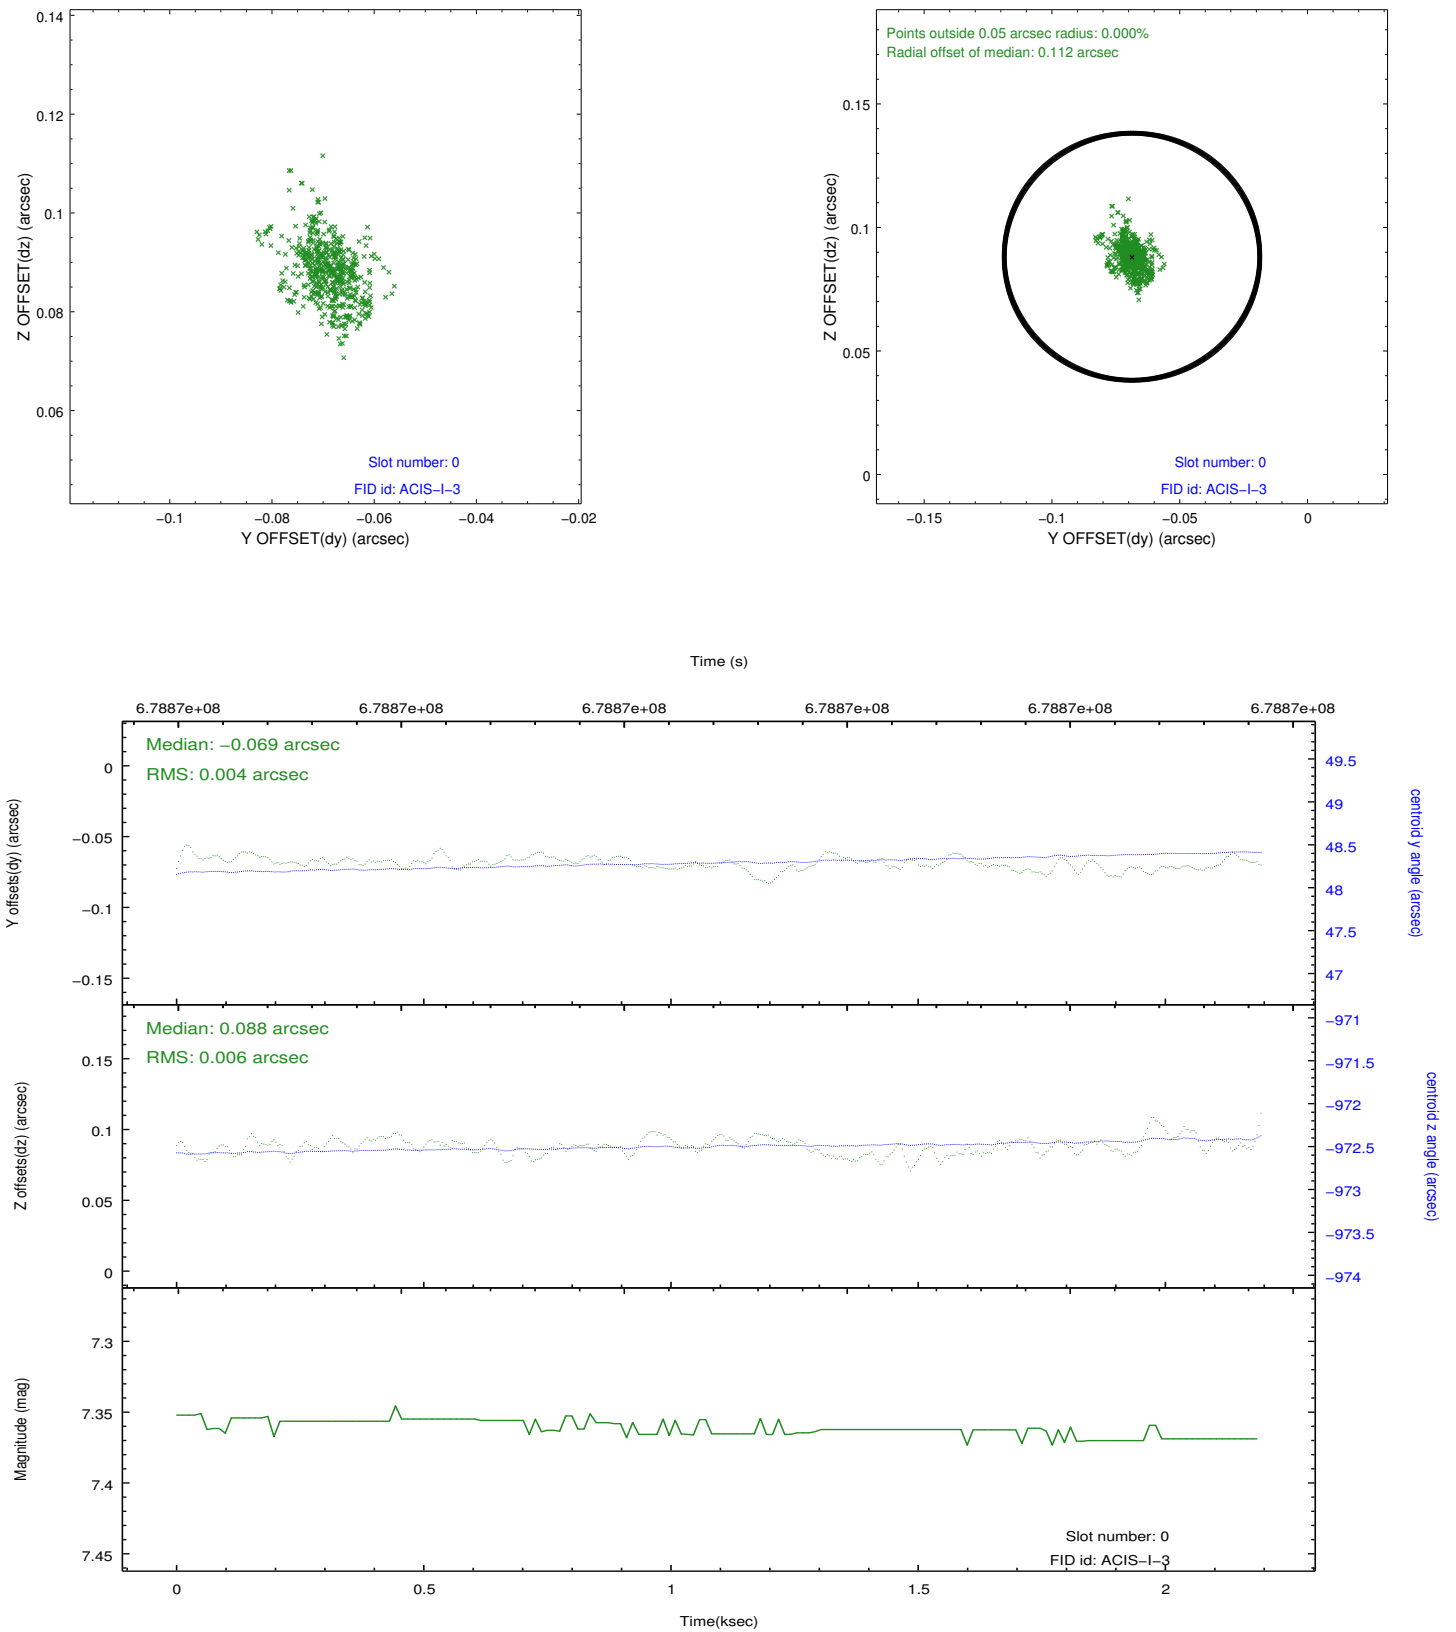 0.14
0.12
0.1
0.08
0.06
Z OFFSET(dz) (arcsec)
Slot number: 0
FID id: ACIS−I−3
−0.1
−0.08
−0.06
−0.04
−0.02
Y OFFSET(dy) (arcsec)
Points outside 0.05 arcsec radius: 0.000%
Radial offset of median: 0.112 arcsec
0.15
0.1
0.05
0
Z OFFSET(dz) (arcsec)
Slot number: 0
FID id: ACIS−I−3
−0.15
−0.1
−0.05
0
Y OFFSET(dy) (arcsec)
Time (s)
6.7887e+08 6.7887e+08 6.7887e+08 6.7887e+08 6.7887e+08 6.7887e+08
Median: −0.069 arcsec
RMS: 0.004 arcsec
0
−0.05
−0.1
−0.15
Y offsets(dy) (arcsec)
49.5
49
48.5
48
47.5
47
centroid y angle (arcsec)
Median: 0.088 arcsec
RMS: 0.006 arcsec
0.15
0.1
0.05
0
Z offsets(dz) (arcsec)
−971
−971.5
−972
−972.5
−973
−973.5
−974
centroid z angle (arcsec)
7.3
7.35
7.4
7.45
Magnitude (mag)
Slot number: 0
FID id: ACIS−I−3
0
0.5
1
1.5
2
Time(ksec)